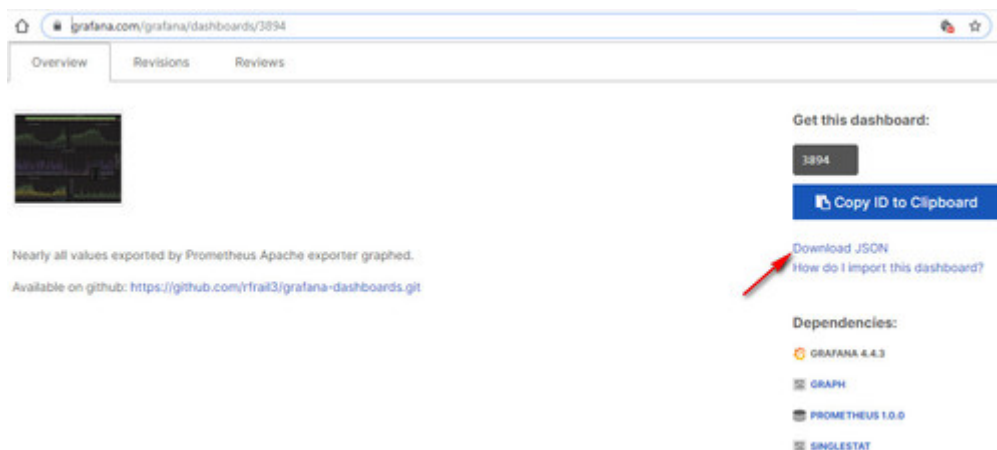 grafana.com/grafana/dashboards/3894
Overview Revisions Reviews
Get this dashboard:
3894
Copy ID to Clipboard
Nearly all values exported by Prometheus Apache exporter graphed.
Download JSON
How do I import this dashboard?
Available on github: https://github.com/rfrail3/grafana-dashboards.git
Dependencies:
GRAFANA 4.4.3
GRAPH
PROMETHEUS 1.0.0
SINGLESTAT